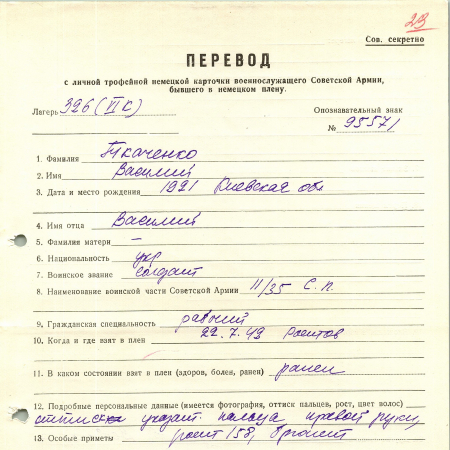 23
Сов. секретно
ПЕРЕВОД
с личной трофейной немецкой карточки военнослужащего Советской Армии,
бывшего в немецком плену.
Лагерь 326 (VI K) Опознавательный знак
№ 95571
1. Фамилия Ткаченко
2. Имя Василий
3. Дата и место рождения 1921 Киевская обл
4. Имя отца Василий
5. Фамилия матери —
6. Национальность укр
7. Воинское звание солдат
8. Наименование воинской части Советской Армии 11/35 с.п.
9. Гражданская специальность рабочий
10. Когда и где взят в плен 22.7.42 Ростов
11. В каком состоянии взят в плен (здоров, болен, ранен) ранен
12. Подробные персональные данные (имеется фотография, оттиск пальцев, рост, цвет волос)
оттиск указат. пальца правой руки,
13. Особые приметы рост 158, брюнет